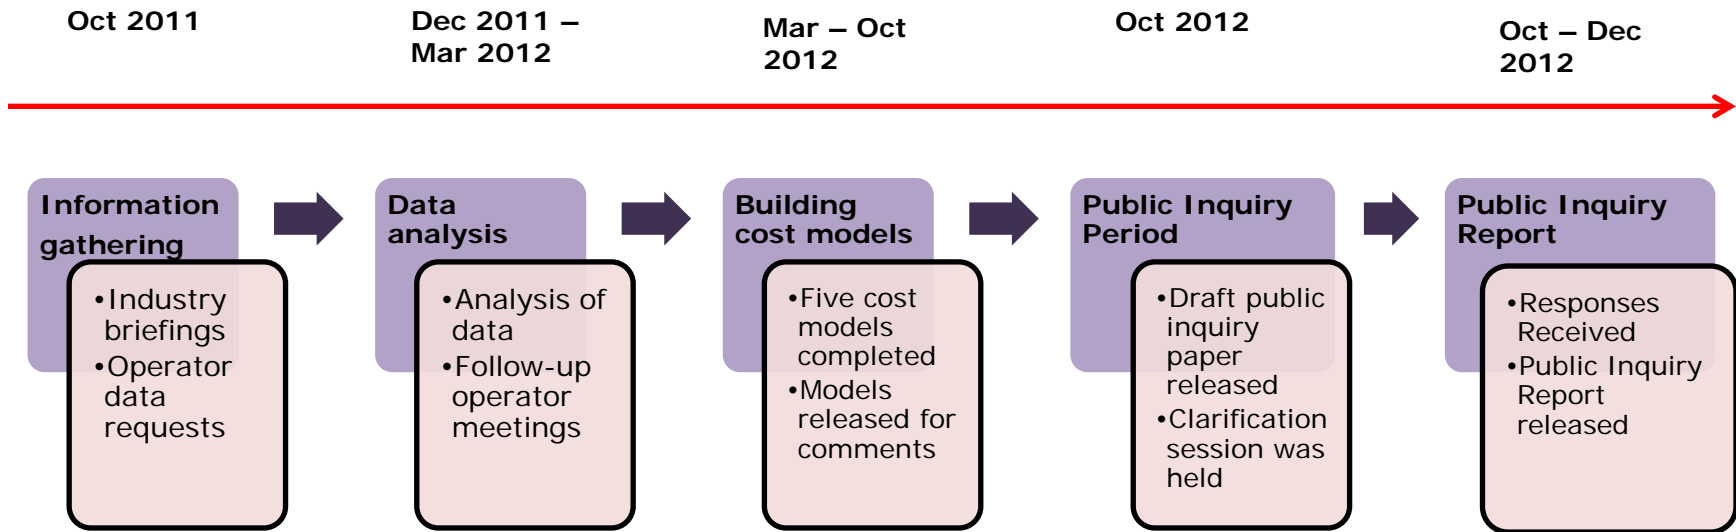 Oct 2011
Dec 2011 –
Mar 2012
Mar – Oct
2012
Oct 2012
Oct – Dec
2012
Information
gathering
•Industry
briefings
•Operator
data
requests
Data
analysis
•Analysis of
data
•Follow-up
operator
meetings
Building
cost models
•Five cost
models
completed
•Models
released for
comments
Public Inquiry
Period
•Draft public
inquiry
paper
released
•Clarification
session was
held
Public Inquiry
Report
•Responses
Received
•Public Inquiry
Report
released